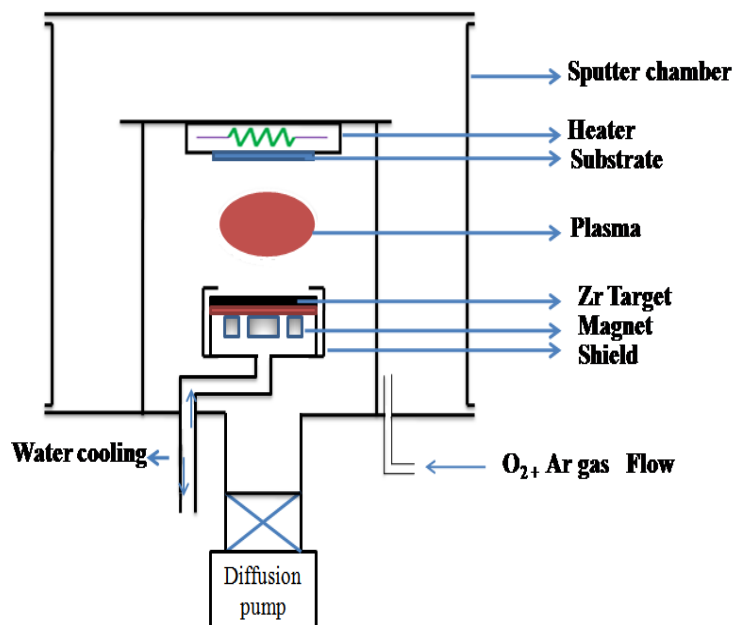 Sputter chamber
Heater
Substrate
Plasma
Zr Target
Magnet
Shield
Water cooling
O₂₊ Ar gas Flow
Diffusion
pump